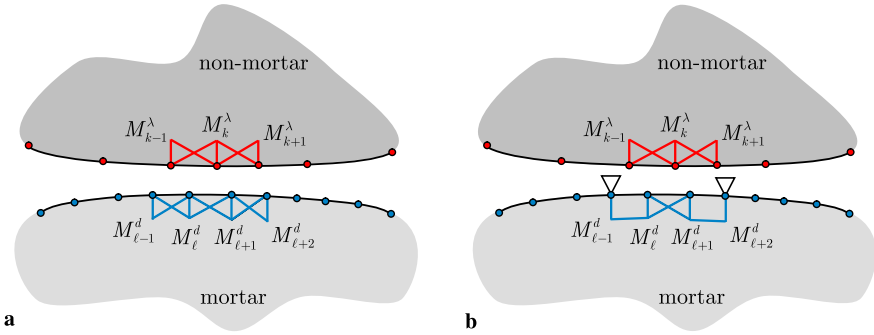 non-mortar
M^λ_{k−1} M^λ_k M^λ_{k+1}
M^d_{ℓ−1} M^d_ℓ M^d_{ℓ+1} M^d_{ℓ+2}
mortar
a
non-mortar
M^λ_{k−1} M^λ_k M^λ_{k+1}
M^d_{ℓ−1} M^d_ℓ M^d_{ℓ+1} M^d_{ℓ+2}
mortar
b